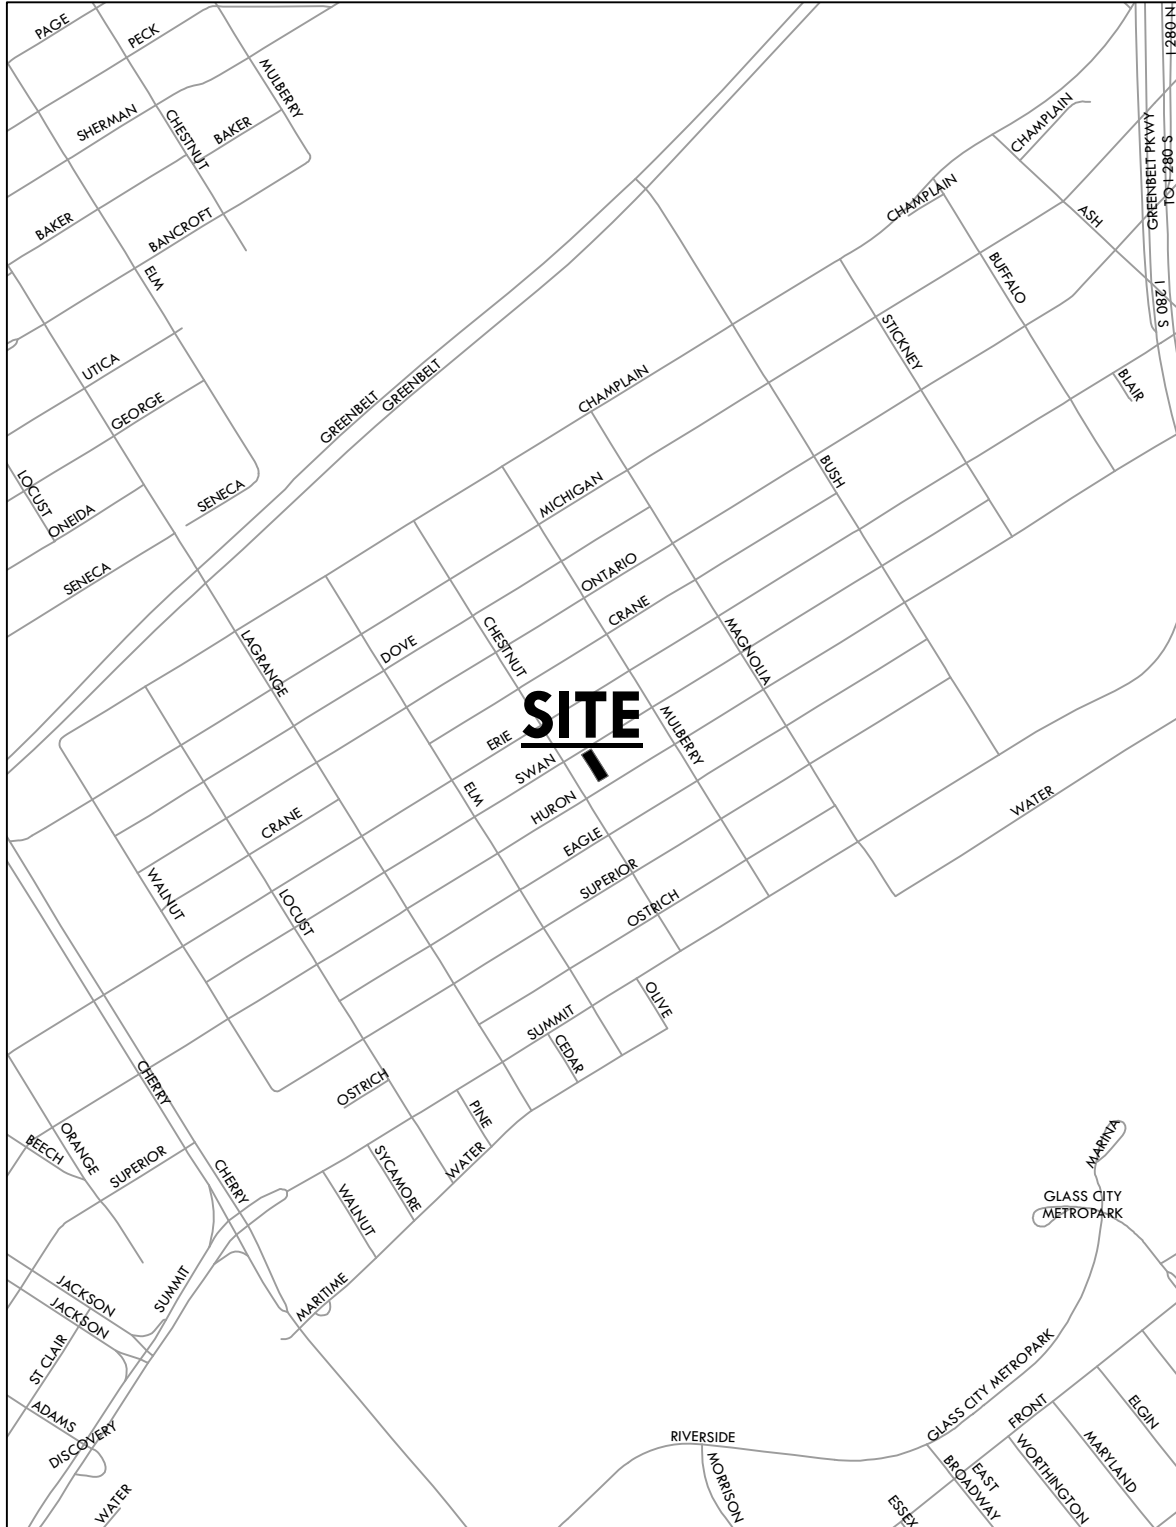 PAGE
PECK
I 280 N
MULBERRY
SHERMAN
CHESTNUT
BAKER
CHAMPLAIN
GREENBELT PKWY
TO I 280 S
CHAMPLAIN
BAKER
BANCROFT
ASH
ELM
BUFFALO
I 280 S
STICKNEY
UTICA
GEORGE
GREENBELT
GREENBELT
CHAMPLAIN
BLAIR
LOCUST
ONEIDA
SENECA
MICHIGAN
BUSH
SENECA
ONTARIO
CRANE
LAGRANGE
DOVE
CHESTNUT
MAGNOLIA
SITE
MULBERRY
ERIE
SWAN
ELM
HURON
WATER
CRANE
EAGLE
WALNUT
LOCUST
SUPERIOR
OSTRICH
OLIVE
SUMMIT
CEDAR
CHERRY
OSTRICH
PINE
BEECH
ORANGE
SUPERIOR
CHERRY
SYCAMORE
WATER
WALNUT
MARINA
GLASS CITY
METROPARK
JACKSON
JACKSON
SUMMIT
MARITIME
ST CLAIR
ADAMS
DISCOVERY
WATER
RIVERSIDE
MORRISON
GLASS CITY METROPARK
FRONT
ELGIN
MARYLAND
WORTHINGTON
EAST
BROADWAY
ESSEX